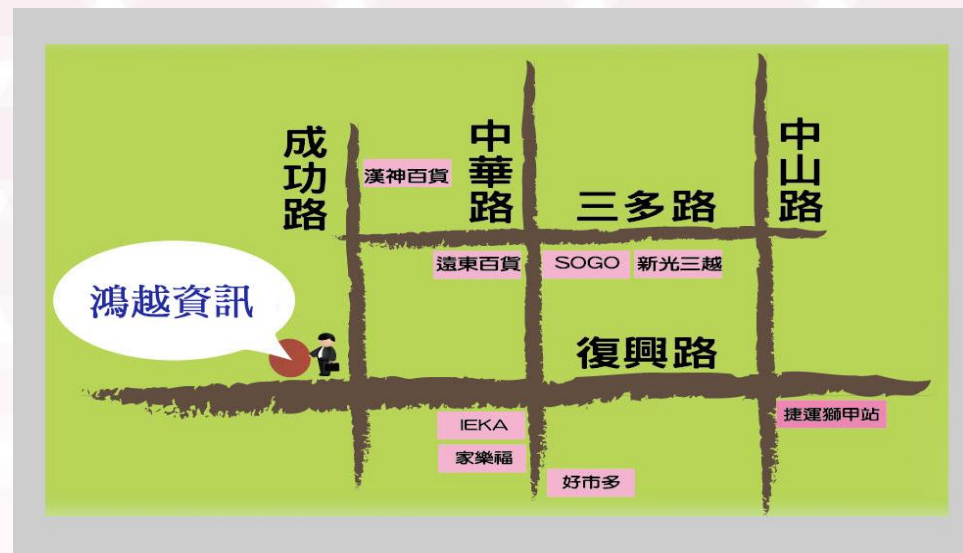 成功路
中華路
中山路
漢神百貨
三多路
遠東百貨
SOGO
新光三越
鴻越資訊
復興路
IEKA
捷運獅甲站
家樂福
好市多